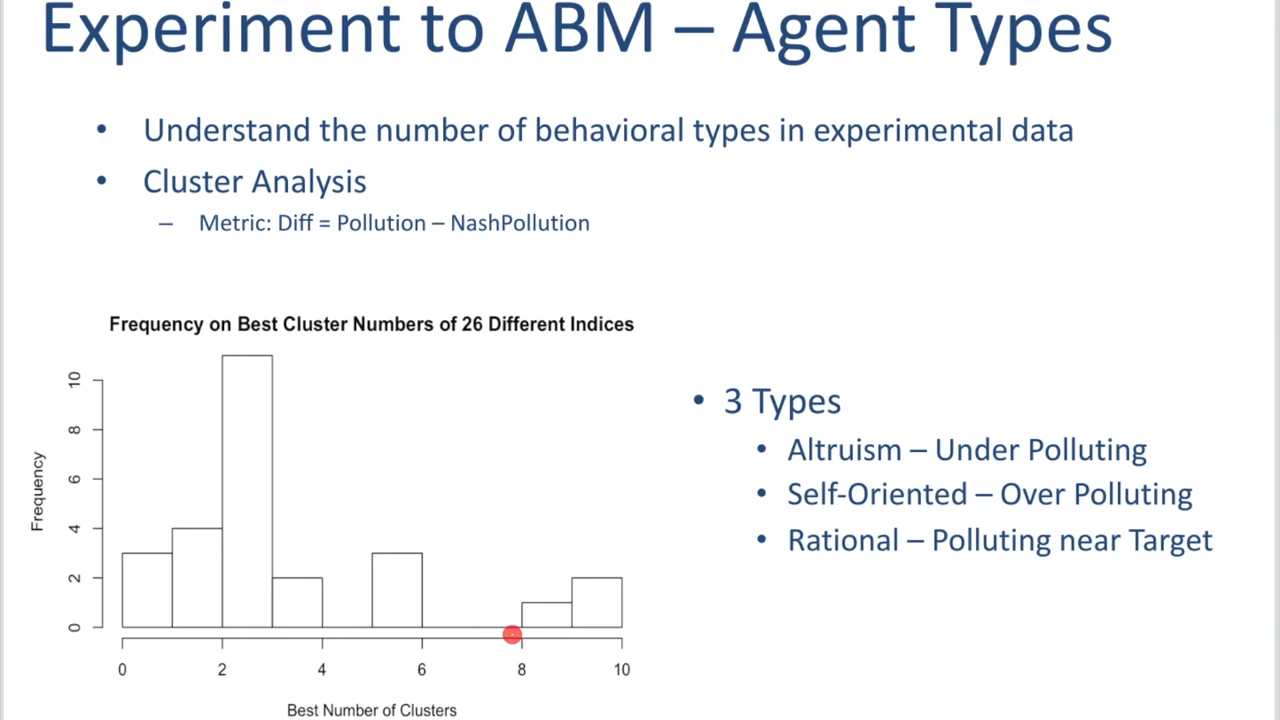 Experiment to ABM – Agent Types
• Understand the number of behavioral types in experimental data
• Cluster Analysis
– Metric: Diff = Pollution – NashPollution
Frequency on Best Cluster Numbers of 26 Different Indices
10
8
6
4
2
0
Frequency
0 2 4 6 8 10
Best Number of Clusters
• 3 Types
• Altruism – Under Polluting
• Self-Oriented – Over Polluting
• Rational – Polluting near Target